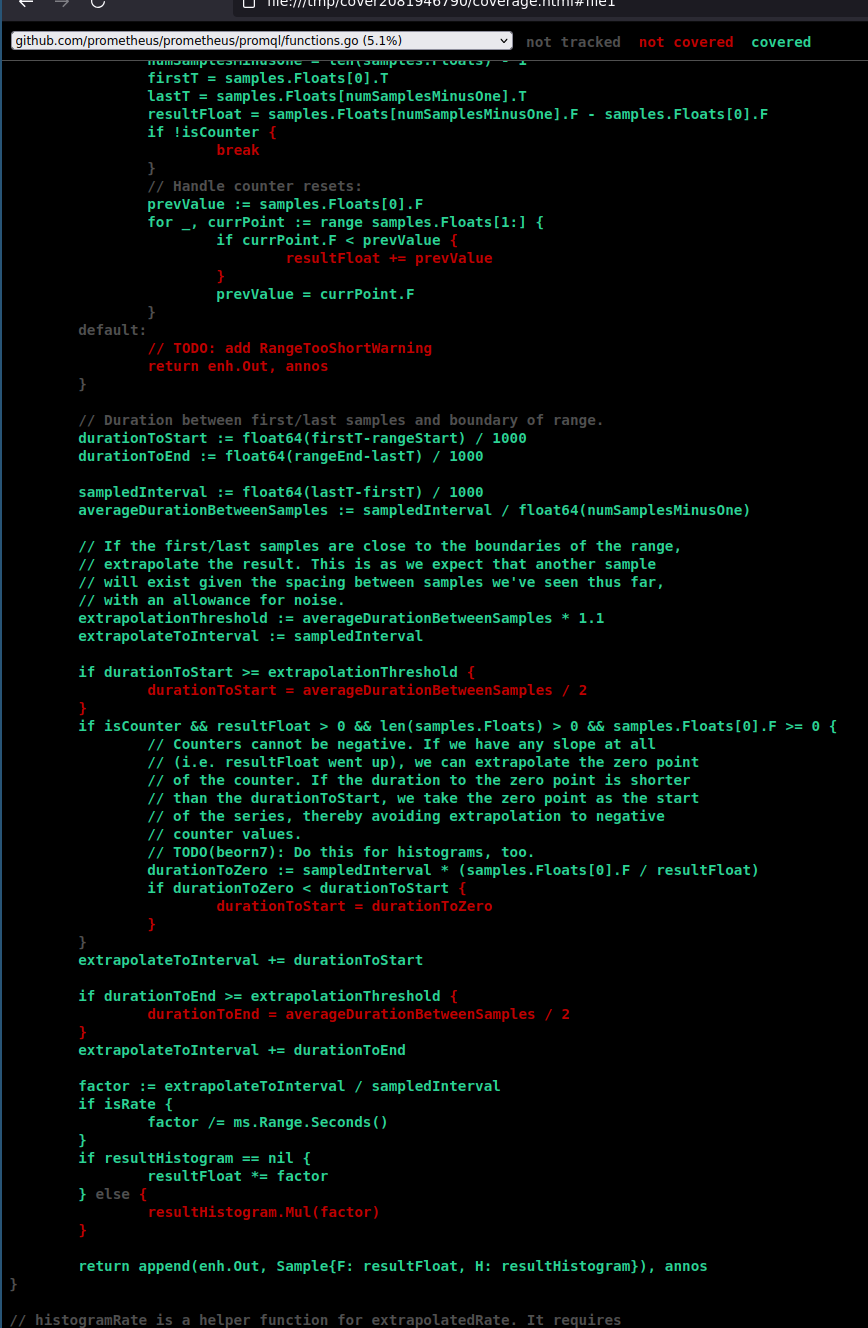 file:///tmp/cover2081946790/coverage.html#file1
github.com/prometheus/prometheus/promql/functions.go (5.1%) not tracked not covered covered
numSamplesMinusOne = len(samples.Floats) - 1
firstT = samples.Floats[0].T
lastT = samples.Floats[numSamplesMinusOne].T
resultFloat = samples.Floats[numSamplesMinusOne].F - samples.Floats[0].F
if !isCounter {
break
}
// Handle counter resets:
prevValue := samples.Floats[0].F
for _, currPoint := range samples.Floats[1:] {
if currPoint.F < prevValue {
resultFloat += prevValue
}
prevValue = currPoint.F
}
default:
// TODO: add RangeTooShortWarning
return enh.Out, annos
}
// Duration between first/last samples and boundary of range.
durationToStart := float64(firstT-rangeStart) / 1000
durationToEnd := float64(rangeEnd-lastT) / 1000
sampledInterval := float64(lastT-firstT) / 1000
averageDurationBetweenSamples := sampledInterval / float64(numSamplesMinusOne)
// If the first/last samples are close to the boundaries of the range,
// extrapolate the result. This is as we expect that another sample
// will exist given the spacing between samples we've seen thus far,
// with an allowance for noise.
extrapolationThreshold := averageDurationBetweenSamples * 1.1
extrapolateToInterval := sampledInterval
if durationToStart >= extrapolationThreshold {
durationToStart = averageDurationBetweenSamples / 2
}
if isCounter && resultFloat > 0 && len(samples.Floats) > 0 && samples.Floats[0].F >= 0 {
// Counters cannot be negative. If we have any slope at all
// (i.e. resultFloat went up), we can extrapolate the zero point
// of the counter. If the duration to the zero point is shorter
// than the durationToStart, we take the zero point as the start
// of the series, thereby avoiding extrapolation to negative
// counter values.
// TODO(beorn7): Do this for histograms, too.
durationToZero := sampledInterval * (samples.Floats[0].F / resultFloat)
if durationToZero < durationToStart {
durationToStart = durationToZero
}
}
extrapolateToInterval += durationToStart
if durationToEnd >= extrapolationThreshold {
durationToEnd = averageDurationBetweenSamples / 2
}
extrapolateToInterval += durationToEnd
factor := extrapolateToInterval / sampledInterval
if isRate {
factor /= ms.Range.Seconds()
}
if resultHistogram == nil {
resultFloat *= factor
} else {
resultHistogram.Mul(factor)
}
return append(enh.Out, Sample{F: resultFloat, H: resultHistogram}), annos
}
// histogramRate is a helper function for extrapolatedRate. It requires